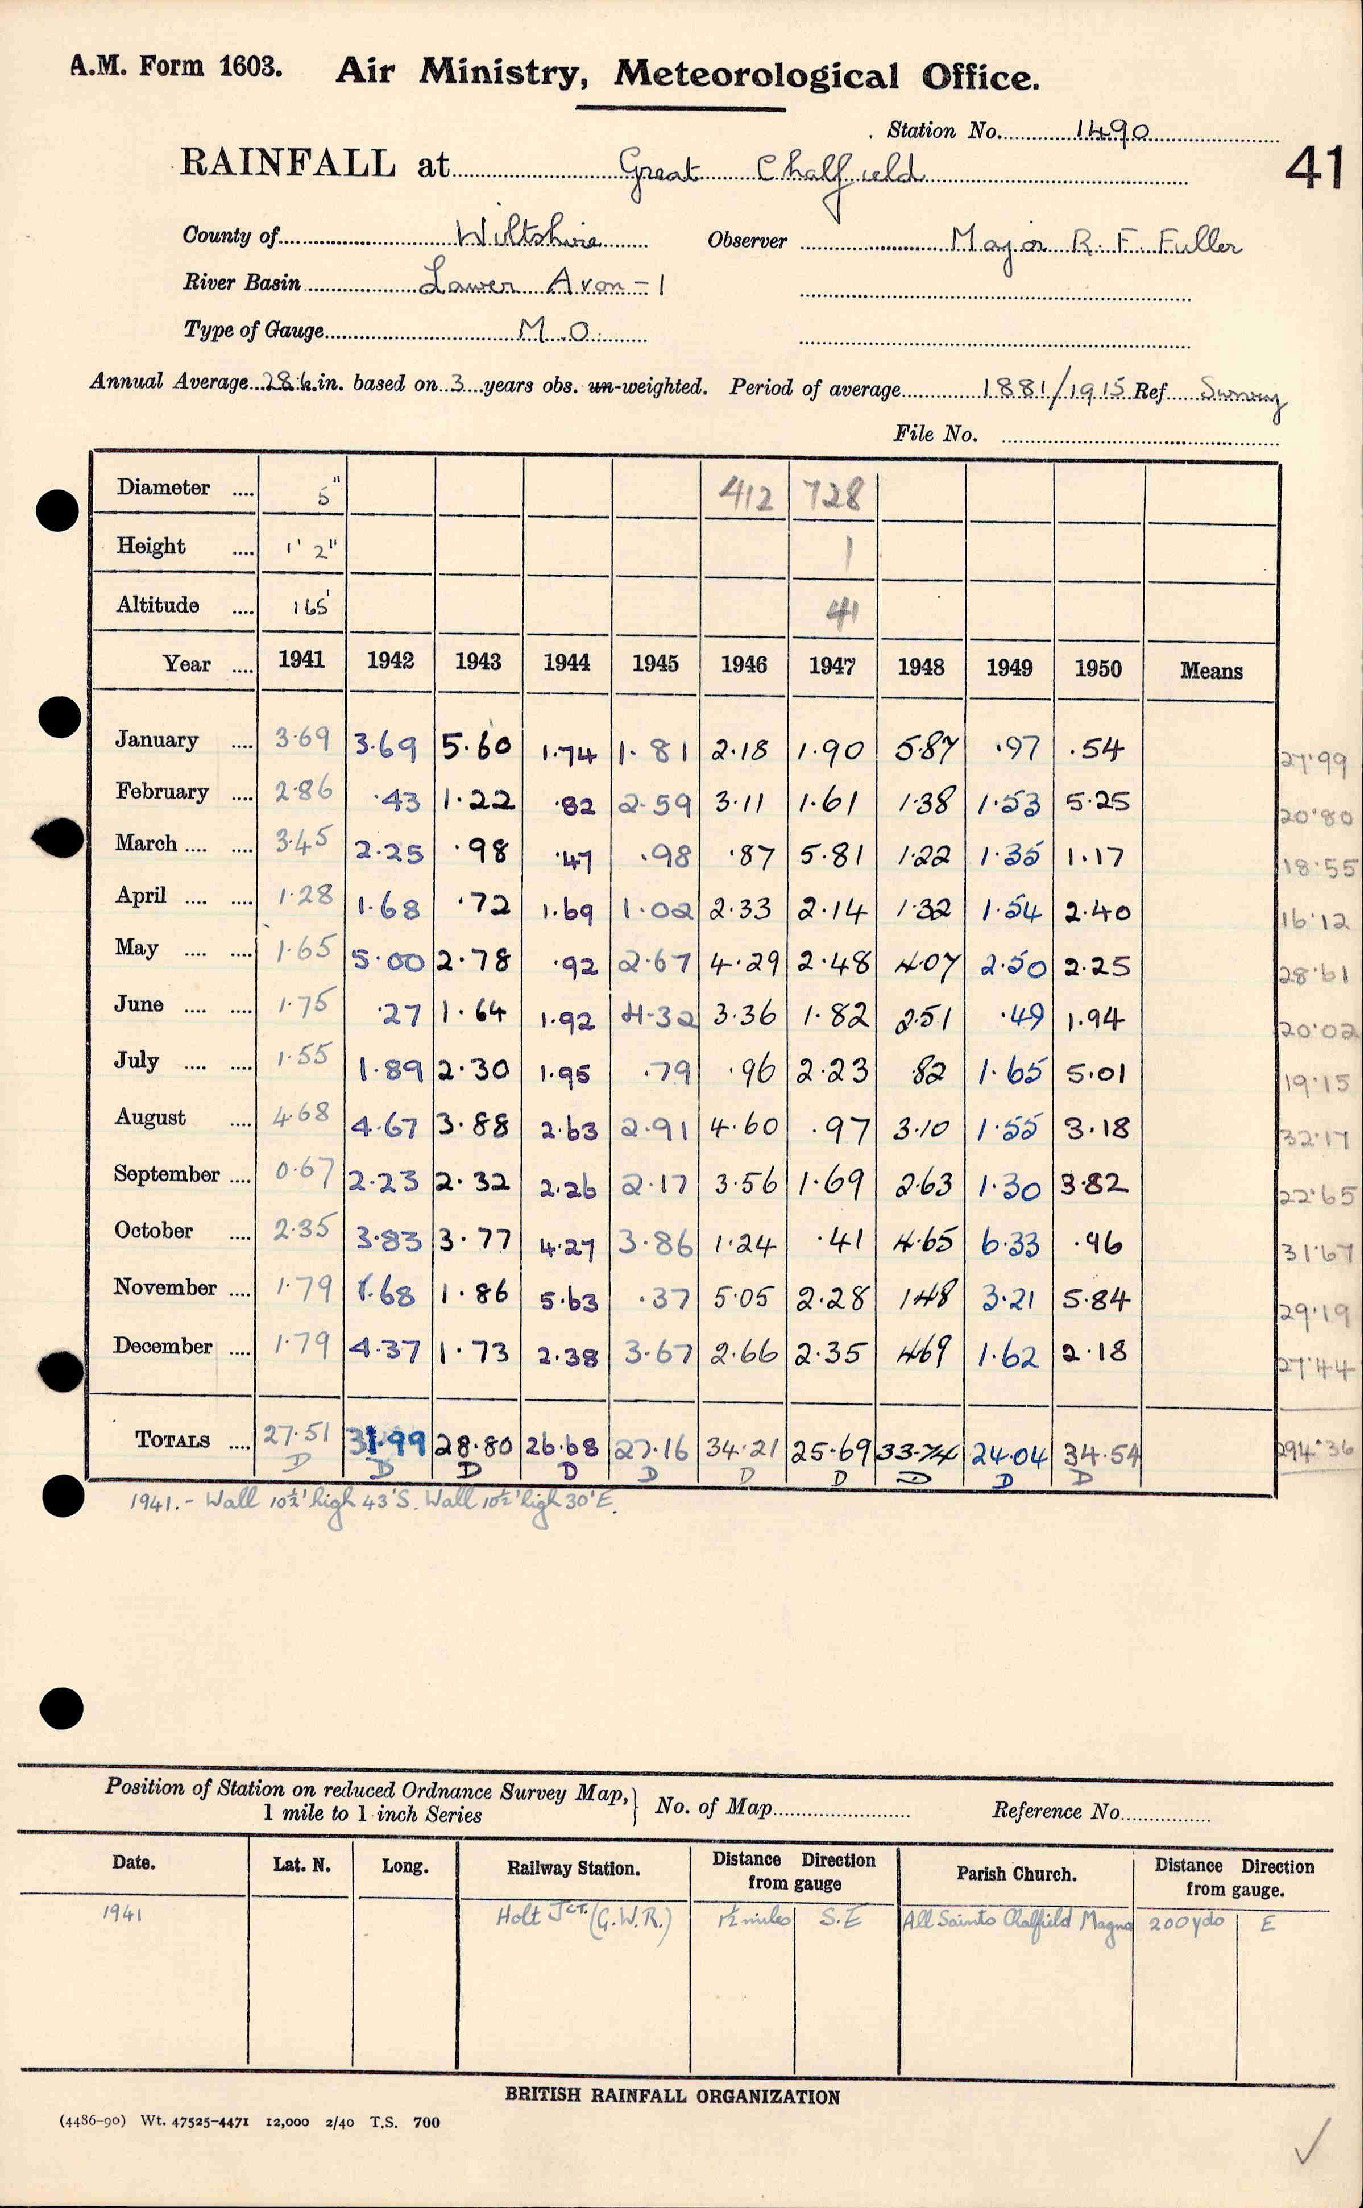 A.M. Form 1603. Air Ministry, Meteorological Office.
Station No. 1490
RAINFALL at Great Chalfield 41
County of Wiltshire Observer Major R. F. Fuller
River Basin Lower Avon - 1
Type of Gauge M.O.
Annual Average 28.6 in. based on 3 years obs. un-weighted. Period of average 1881/1915 Ref Survey
File No.
Diameter .... 5" 412 728
Height .... 1' 2" 1
Altitude .... 165' 41
Year .... 1941 1942 1943 1944 1945 1946 1947 1948 1949 1950 Means
January .... 3.69 3.69 5.60 1.74 1.81 2.18 1.90 5.87 .97 .54 27.99
February .... 2.86 .43 1.22 .82 2.59 3.11 1.61 1.38 1.53 5.25 20.80
March .... .... 3.45 2.25 .98 .47 .98 .87 5.81 1.22 1.35 1.17 18.55
April .... .... 1.28 1.68 .72 1.69 1.02 2.33 2.14 1.32 1.54 2.40 16.12
May .... .... 1.65 5.00 2.78 .92 2.67 4.29 2.48 4.07 2.50 2.25 28.61
June .... .... 1.75 .27 1.64 1.92 4.32 3.36 1.82 2.51 .49 1.94 20.02
July .... .... 1.55 1.89 2.30 1.95 .79 .96 2.23 .82 1.65 5.01 19.15
August .... 4.68 4.67 3.88 2.63 2.91 4.60 .97 3.10 1.55 3.18 32.17
September .... 0.67 2.23 2.32 2.26 2.17 3.56 1.69 2.63 1.30 3.82 22.65
October .... 2.35 3.83 3.77 4.27 3.86 1.24 .41 4.65 6.33 .96 31.67
November .... 1.79 1.68 1.86 5.63 .37 5.05 2.28 1.48 3.21 5.84 29.19
December .... 1.79 4.37 1.73 2.38 3.67 2.66 2.35 4.69 1.62 2.18 27.44
TOTALS .... 27.51 31.99 28.80 26.68 27.16 34.21 25.69 33.74 24.04 34.54 294.36
D D D D D D D D D D
1941. - Wall 10½' high 43'S. Wall 10½' high 30'E.
Position of Station on reduced Ordnance Survey Map, 1 mile to 1 inch Series } No. of Map Reference No.
Date. Lat. N. Long. Railway Station. Distance Direction from gauge Parish Church. Distance Direction from gauge.
1941 Holt Jct. (G.W.R.) 1½ miles S.E All Saints Chalfield Magna 200 yds E
BRITISH RAINFALL ORGANIZATION
(4486-90) Wt. 47525-4471 12,000 2/40 T.S. 700